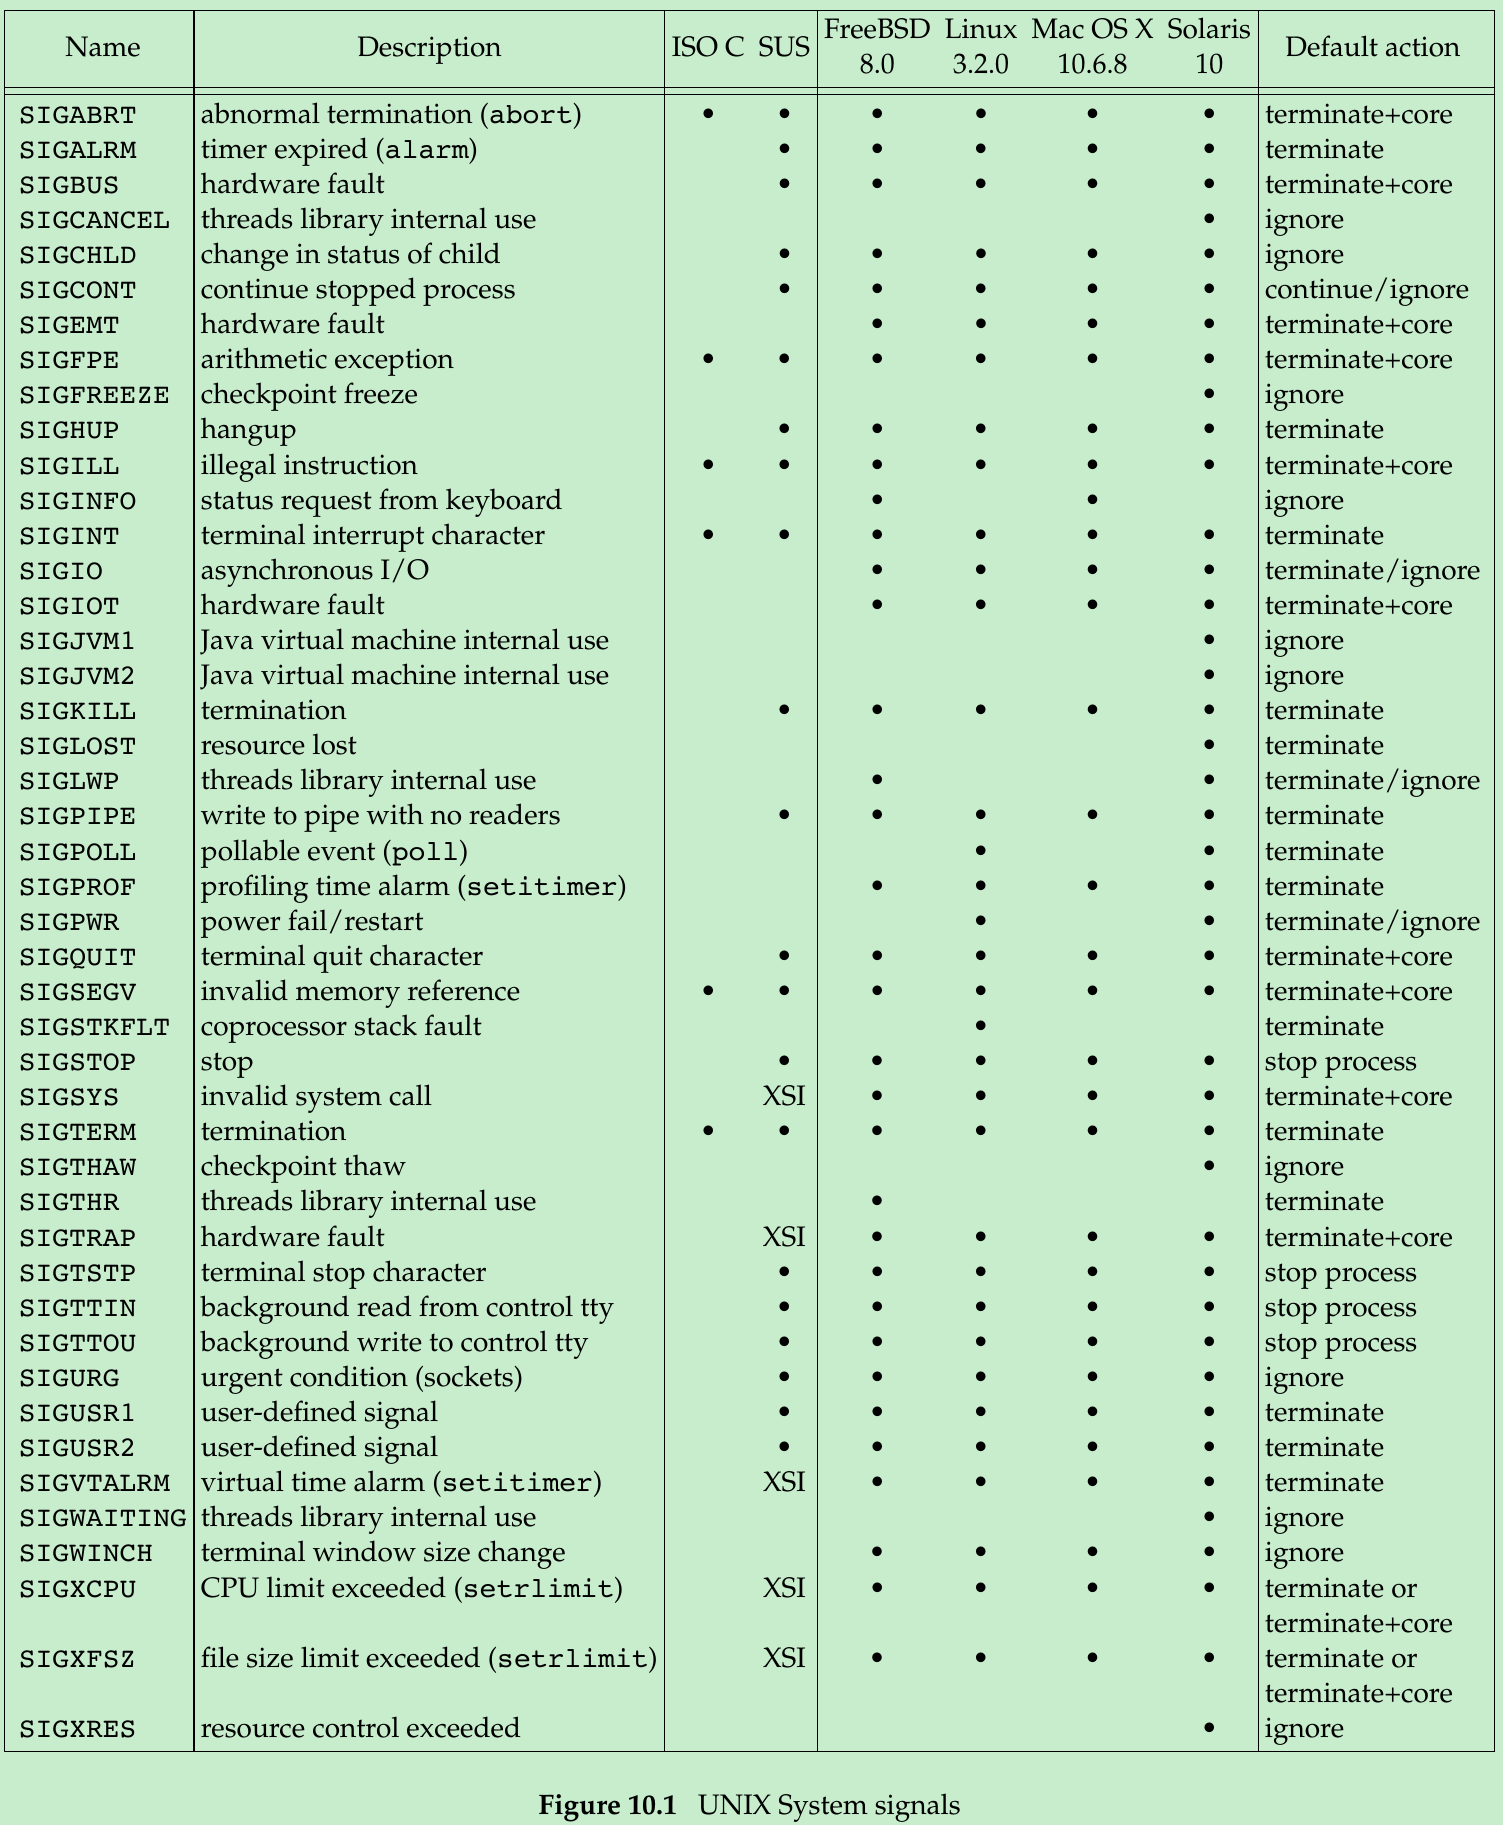 Name Description ISO C SUS FreeBSD 8.0 Linux 3.2.0 Mac OS X 10.6.8 Solaris 10 Default action
SIGABRT abnormal termination (abort) • • • • • • terminate+core
SIGALRM timer expired (alarm) • • • • • terminate
SIGBUS hardware fault • • • • • terminate+core
SIGCANCEL threads library internal use • ignore
SIGCHLD change in status of child • • • • • ignore
SIGCONT continue stopped process • • • • • continue/ignore
SIGEMT hardware fault • • • • terminate+core
SIGFPE arithmetic exception • • • • • • terminate+core
SIGFREEZE checkpoint freeze • ignore
SIGHUP hangup • • • • • terminate
SIGILL illegal instruction • • • • • • terminate+core
SIGINFO status request from keyboard • • ignore
SIGINT terminal interrupt character • • • • • • terminate
SIGIO asynchronous I/O • • • • terminate/ignore
SIGIOT hardware fault • • • • terminate+core
SIGJVM1 Java virtual machine internal use • ignore
SIGJVM2 Java virtual machine internal use • ignore
SIGKILL termination • • • • • terminate
SIGLOST resource lost • terminate
SIGLWP threads library internal use • • terminate/ignore
SIGPIPE write to pipe with no readers • • • • • terminate
SIGPOLL pollable event (poll) • • terminate
SIGPROF profiling time alarm (setitimer) • • • • terminate
SIGPWR power fail/restart • • terminate/ignore
SIGQUIT terminal quit character • • • • • terminate+core
SIGSEGV invalid memory reference • • • • • • terminate+core
SIGSTKFLT coprocessor stack fault • terminate
SIGSTOP stop • • • • • stop process
SIGSYS invalid system call XSI • • • • terminate+core
SIGTERM termination • • • • • • terminate
SIGTHAW checkpoint thaw • ignore
SIGTHR threads library internal use • terminate
SIGTRAP hardware fault XSI • • • • terminate+core
SIGTSTP terminal stop character • • • • • stop process
SIGTTIN background read from control tty • • • • • stop process
SIGTTOU background write to control tty • • • • • stop process
SIGURG urgent condition (sockets) • • • • • ignore
SIGUSR1 user-defined signal • • • • • terminate
SIGUSR2 user-defined signal • • • • • terminate
SIGVTALRM virtual time alarm (setitimer) XSI • • • • terminate
SIGWAITING threads library internal use • ignore
SIGWINCH terminal window size change • • • • ignore
SIGXCPU CPU limit exceeded (setrlimit) XSI • • • • terminate or
terminate+core
SIGXFSZ file size limit exceeded (setrlimit) XSI • • • • terminate or
terminate+core
SIGXRES resource control exceeded • ignore
Figure 10.1 UNIX System signals